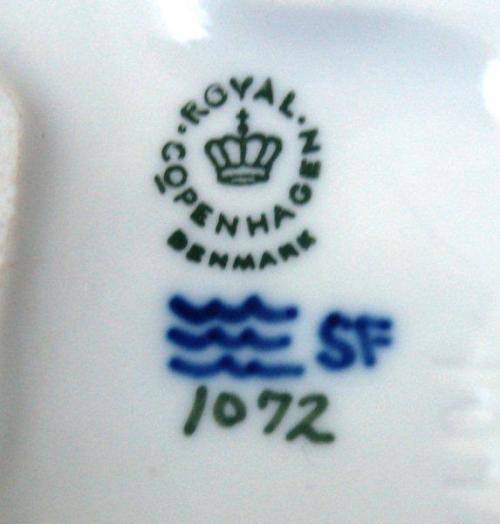 ROYAL · COPENHAGEN ·
DENMARK
SF
1072